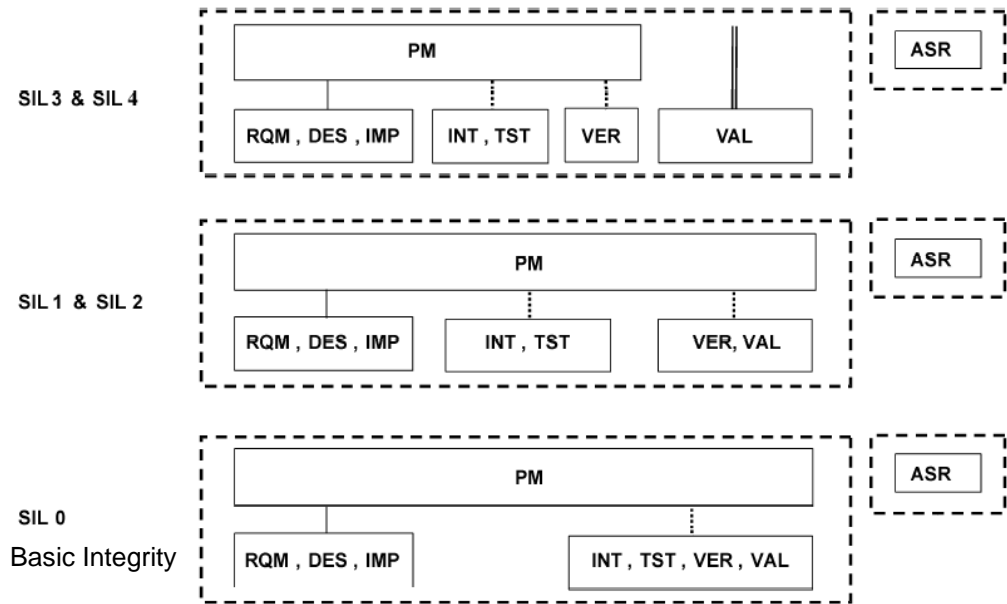 PM
ASR
SIL 3 & SIL 4
RQM , DES , IMP
INT , TST
VER
VAL
PM
ASR
SIL 1 & SIL 2
RQM , DES , IMP
INT , TST
VER, VAL
PM
ASR
SIL 0
Basic Integrity
RQM , DES , IMP
INT , TST , VER , VAL